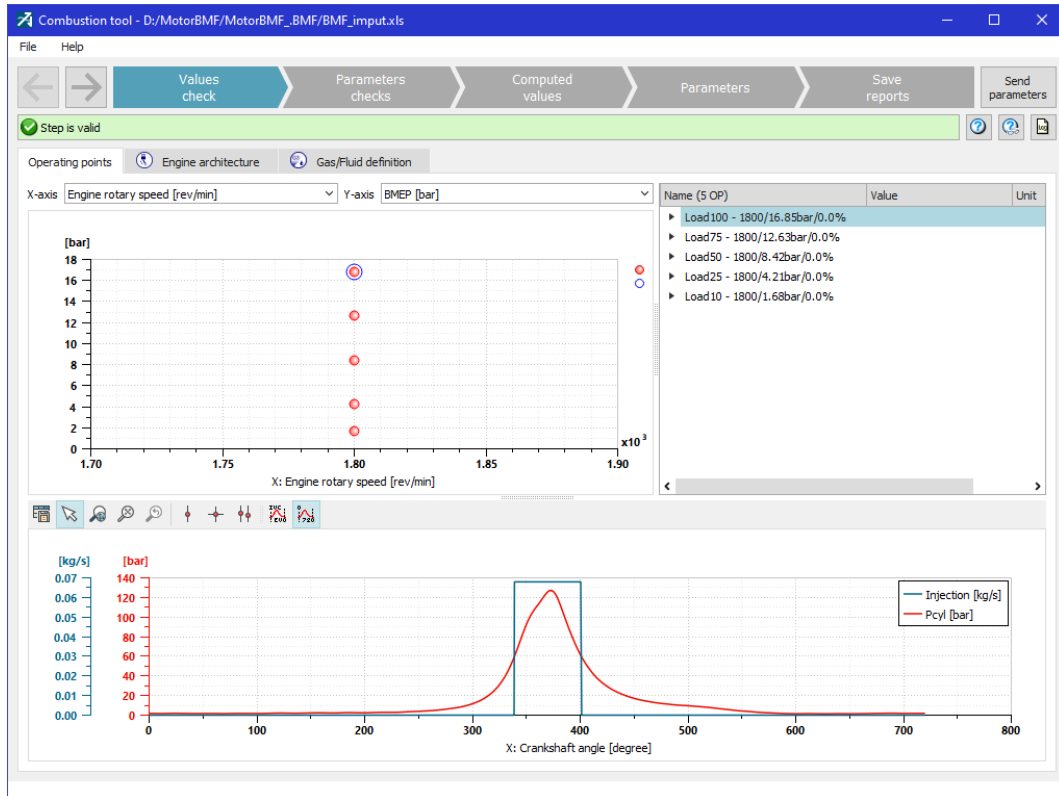 Combustion tool - D:/MotorBMF/MotorBMF_.BMF/BMF_imput.xls
File Help
Values check
Parameters checks
Computed values
Parameters
Save reports
Send parameters
Step is valid
Operating points Engine architecture Gas/Fluid definition
X-axis Engine rotary speed [rev/min] Y-axis BMEP [bar]
Name (5 OP) Value Unit
Load100 - 1800/16.85bar/0.0%
Load75 - 1800/12.63bar/0.0%
Load50 - 1800/8.42bar/0.0%
Load25 - 1800/4.21bar/0.0%
Load10 - 1800/1.68bar/0.0%
[bar]
18
16
14
12
10
8
6
4
2
0
x10 3
1.70 1.75 1.80 1.85 1.90
X: Engine rotary speed [rev/min]
IVC EVO 0 720
[kg/s] [bar]
0.07 140
0.06 120
0.05 100
0.04 80
0.03 60
0.02 40
0.01 20
0.00 0
Injection [kg/s]
Pcyl [bar]
0 100 200 300 400 500 600 700 800
X: Crankshaft angle [degree]